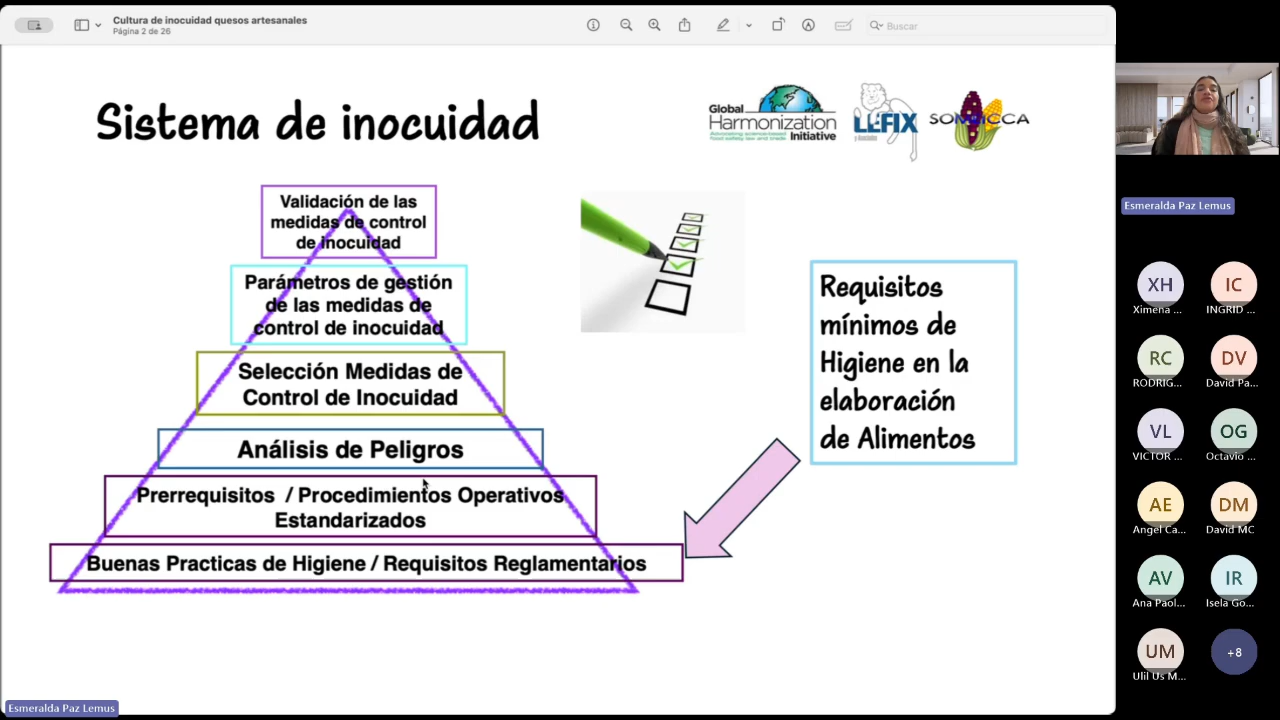 Cultura de inocuidad quesos artesanales
Página 2 de 26
Buscar
Sistema de inocuidad
Global
Harmonization
Initiative
LEFIX
SOMEICCA
Validación de las
medidas de control
de inocuidad
Parámetros de gestión
de las medidas de
control de inocuidad
Selección Medidas de
Control de Inocuidad
Análisis de Peligros
Prerrequisitos / Procedimientos Operativos
Estandarizados
Buenas Practicas de Higiene / Requisitos Reglamentarios
Requisitos
mínimos de
Higiene en la
elaboración
de Alimentos
Esmeralda Paz Lemus
Esmeralda Paz Lemus
XH
IC
Ximena ...
INGRID ...
RC
DV
RODRIG...
David Pa...
VL
OG
VICTOR ...
Octavio ...
AE
DM
Angel Ca...
David MC
AV
IR
Ana Paol...
Isela Go...
UM
+8
Ulil Us M...